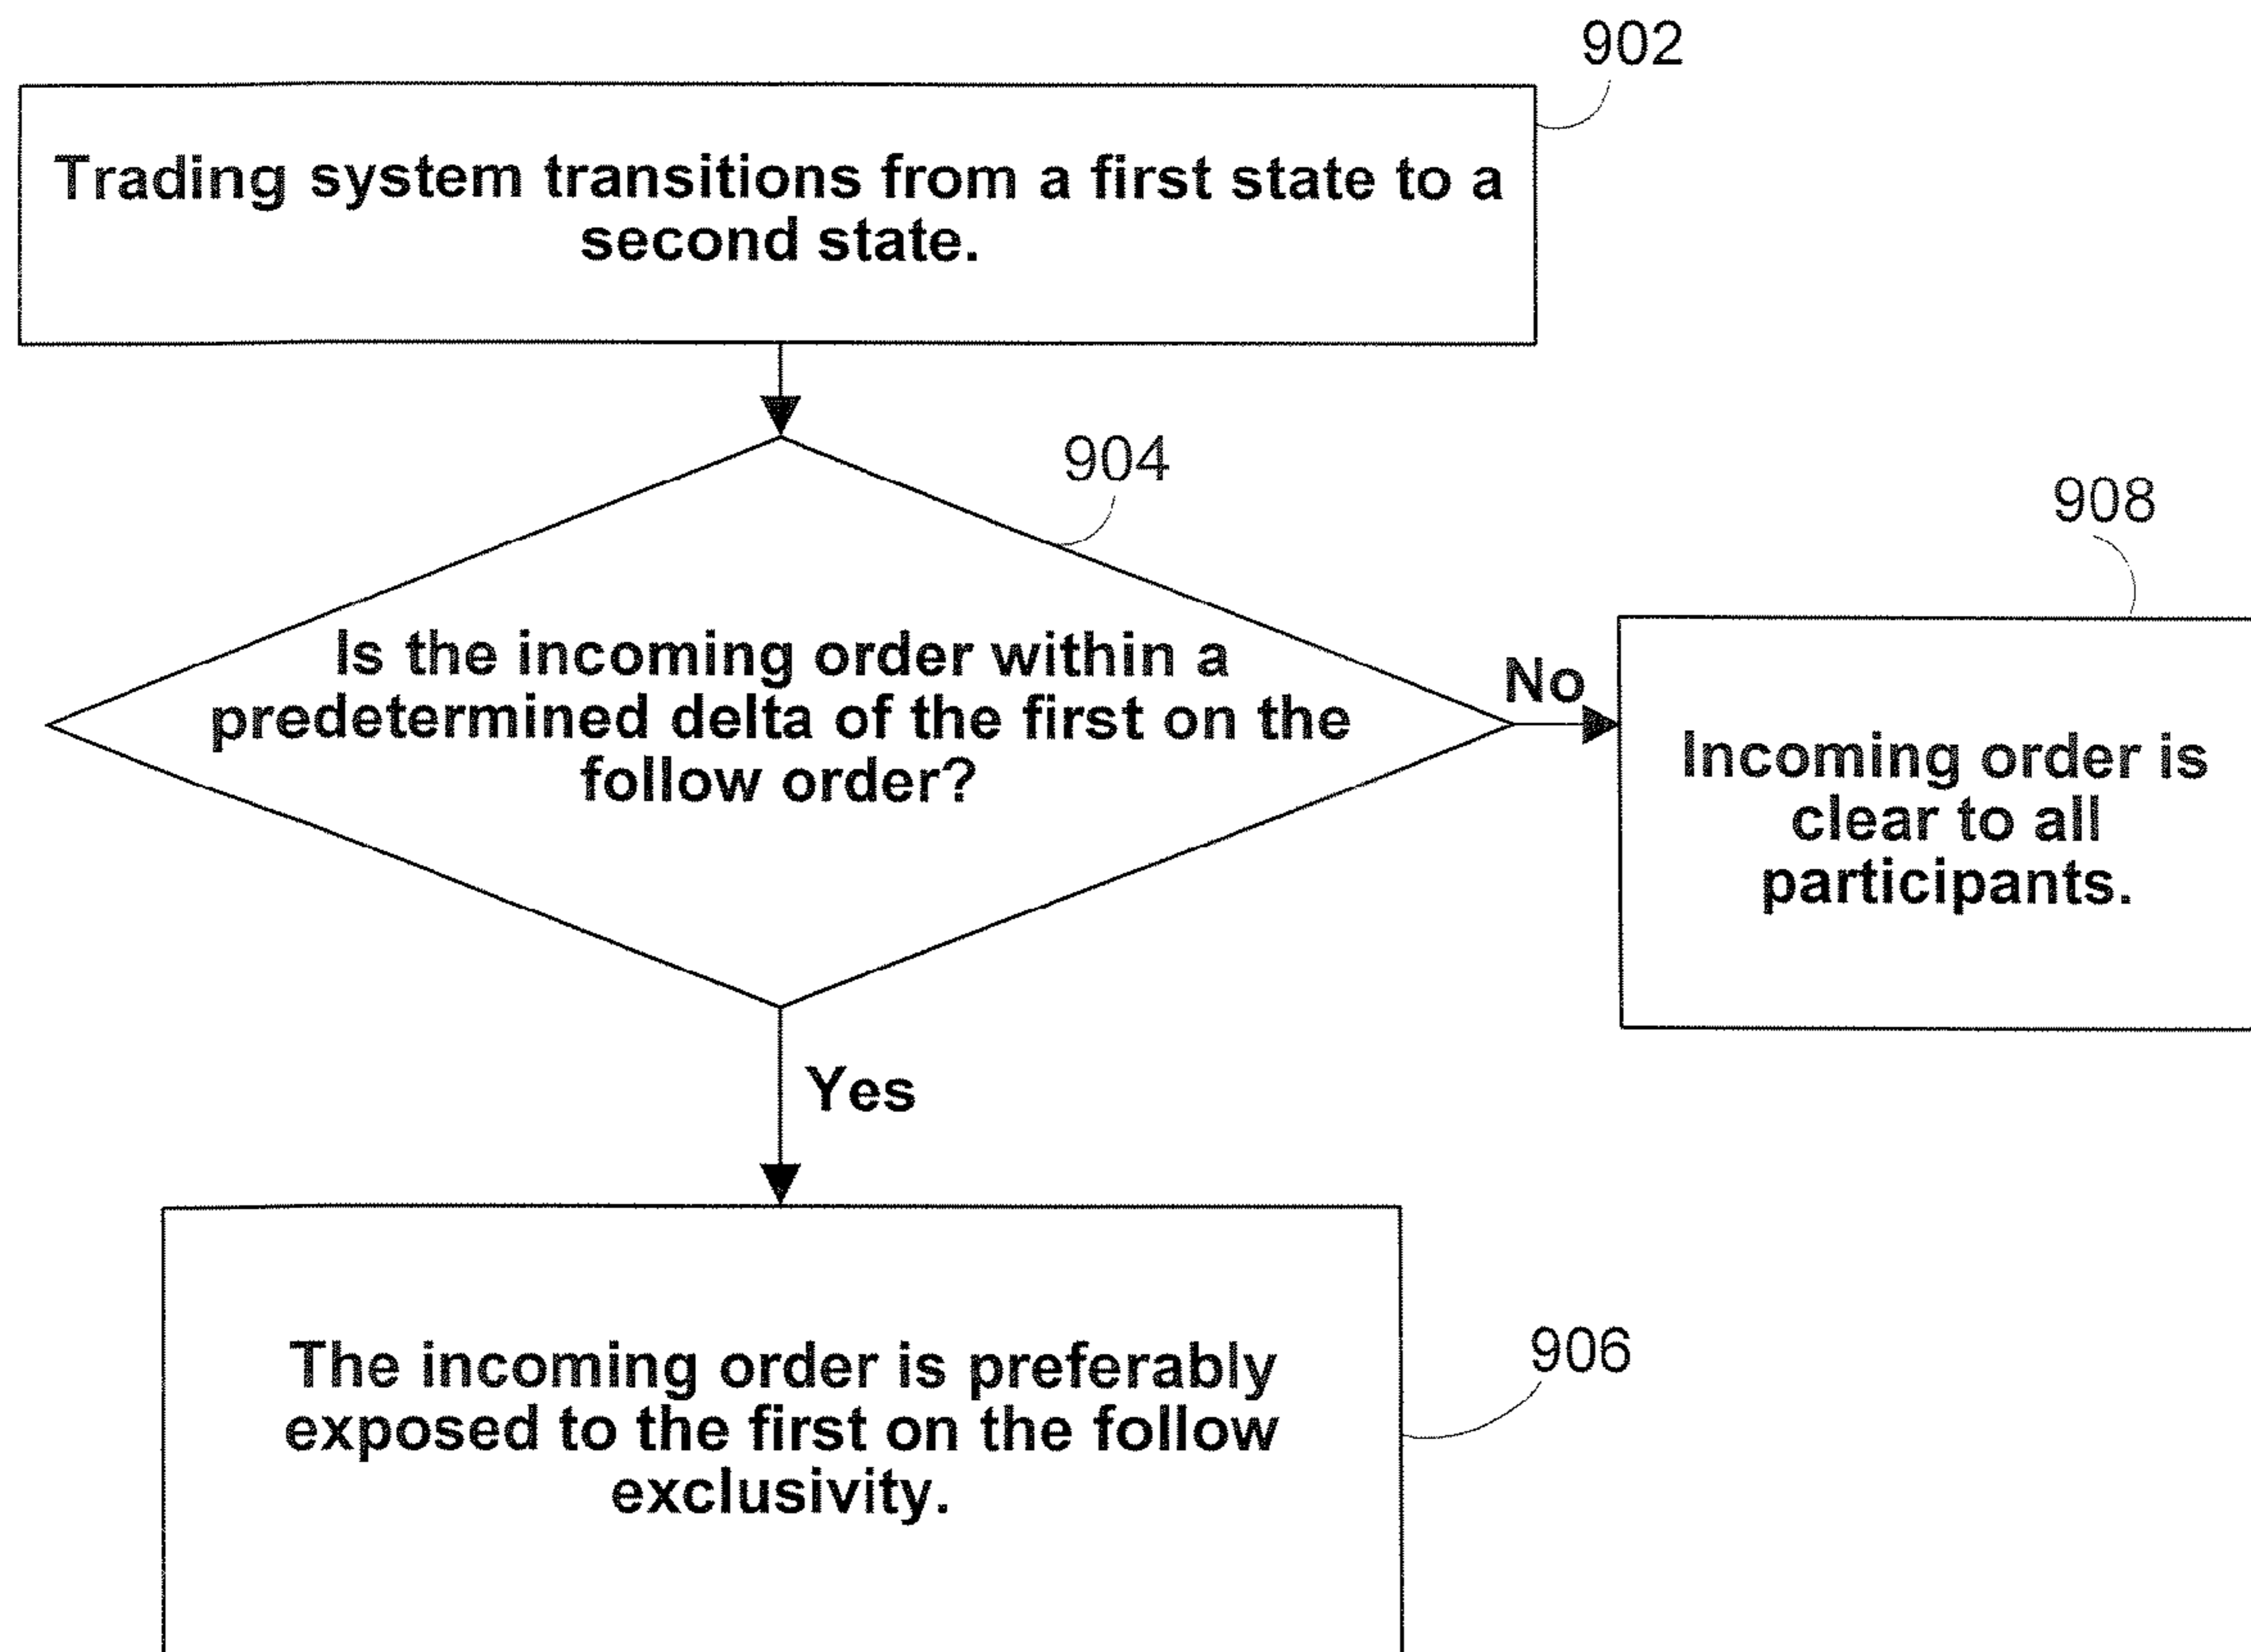 902
Trading system transitions from a first state to a
second state.
904
908
Is the incoming order within a
predetermined delta of the first on the
follow order?
No
Incoming order is
clear to all
participants.
Yes
The incoming order is preferably
exposed to the first on the follow
exclusivity.
906